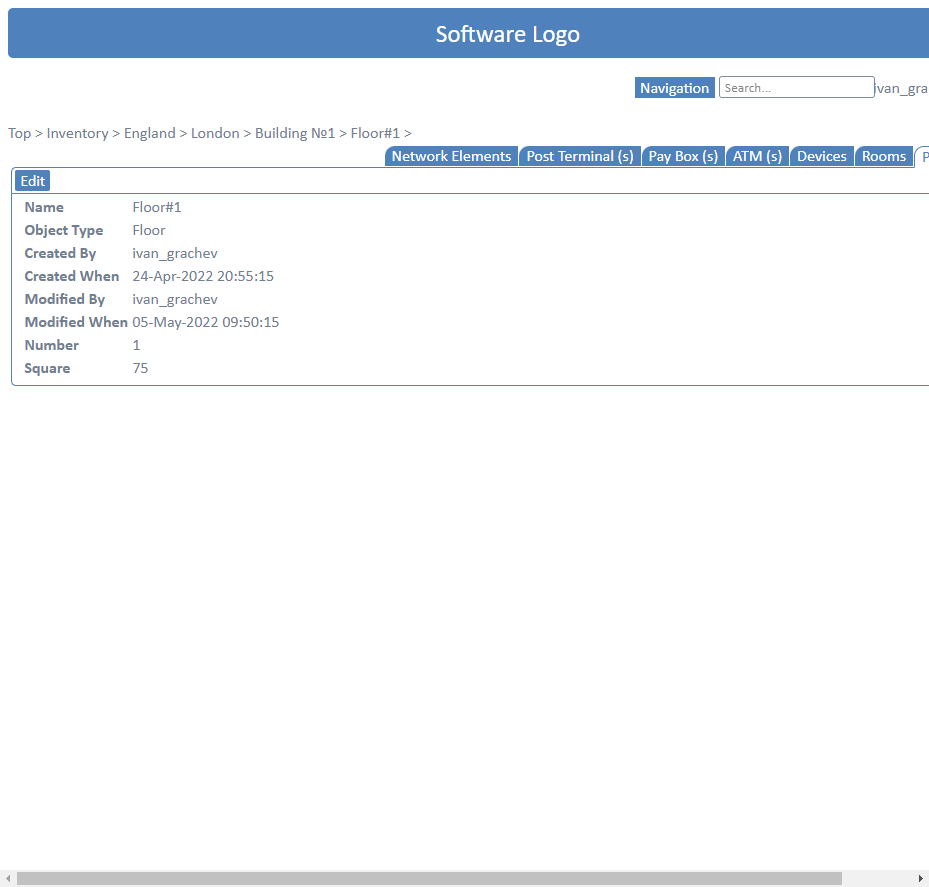 Software Logo
Navigation Search... ivan_gra
Top > Inventory > England > London > Building №1 > Floor#1 >
Network Elements Post Terminal (s) Pay Box (s) ATM (s) Devices Rooms P
Edit
Name Floor#1
Object Type Floor
Created By ivan_grachev
Created When 24-Apr-2022 20:55:15
Modified By ivan_grachev
Modified When 05-May-2022 09:50:15
Number 1
Square 75